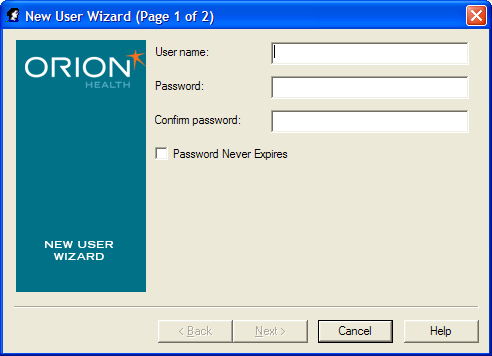 New User Wizard (Page 1 of 2)
ORION
HEALTH
NEW USER
WIZARD
User name:
Password:
Confirm password:
Password Never Expires
< Back
Next >
Cancel
Help